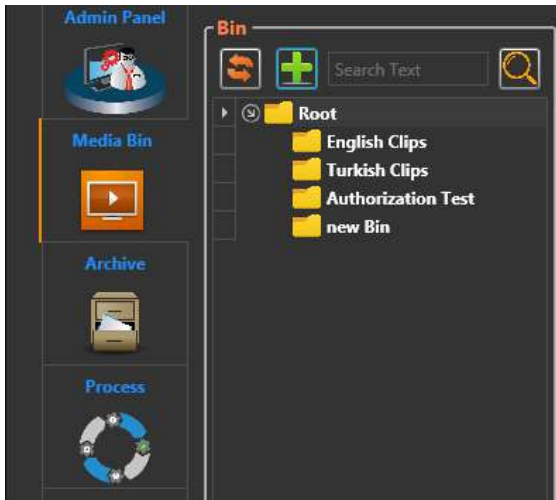 Admin Panel
Media Bin
Archive
Process
Bin
Search Text
Root
English Clips
Turkish Clips
Authorization Test
new Bin